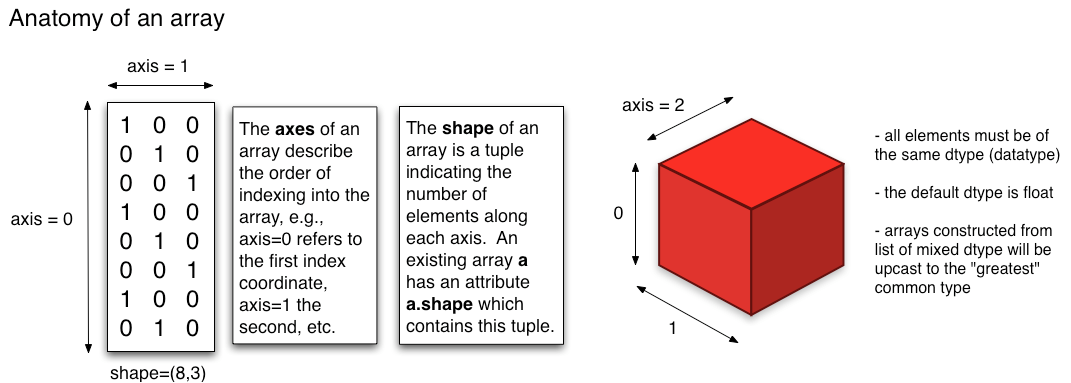 Anatomy of an array
axis = 1
axis = 0
1 0 0
0 1 0
0 0 1
1 0 0
0 1 0
0 0 1
1 0 0
0 1 0
shape=(8,3)
The axes of an
array describe
the order of
indexing into the
array, e.g.,
axis=0 refers to
the first index
coordinate,
axis=1 the
second, etc.
The shape of an
array is a tuple
indicating the
number of
elements along
each axis. An
existing array a
has an attribute
a.shape which
contains this tuple.
axis = 2
0
1
- all elements must be of
the same dtype (datatype)
- the default dtype is float
- arrays constructed from
list of mixed dtype will be
upcast to the "greatest"
common type